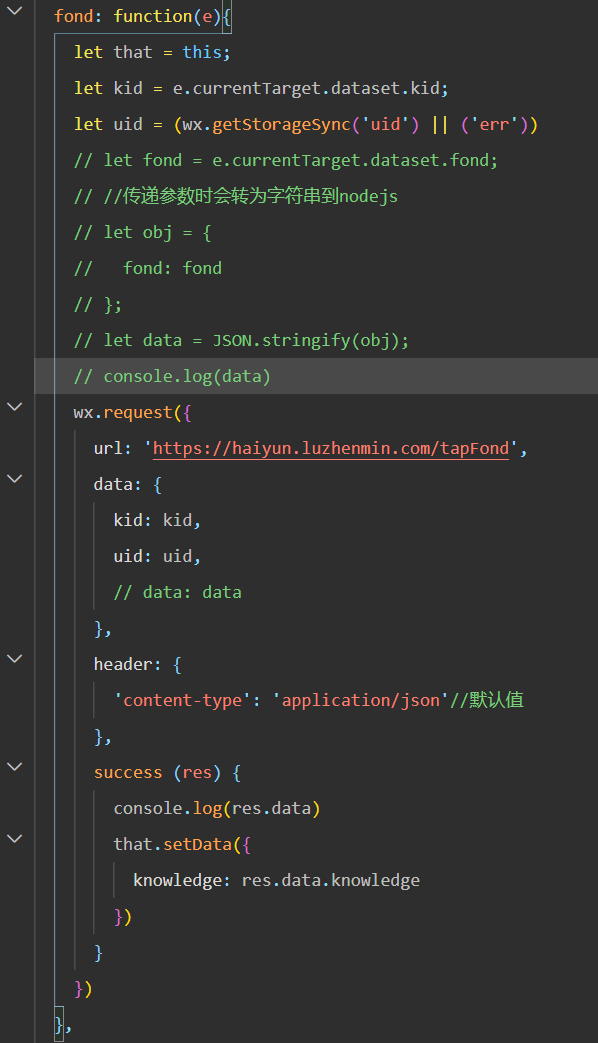 fond: function(e){
let that = this;
let kid = e.currentTarget.dataset.kid;
let uid = (wx.getStorageSync('uid') || ('err'))
// let fond = e.currentTarget.dataset.fond;
// //传递参数时会转为字符串到nodejs
// let obj = {
//   fond: fond
// };
// let data = JSON.stringify(obj);
// console.log(data)
wx.request({
url: 'https://haiyun.luzhenmin.com/tapFond',
data: {
kid: kid,
uid: uid,
// data: data
},
header: {
'content-type': 'application/json'//默认值
},
success (res) {
console.log(res.data)
that.setData({
knowledge: res.data.knowledge
})
}
})
},